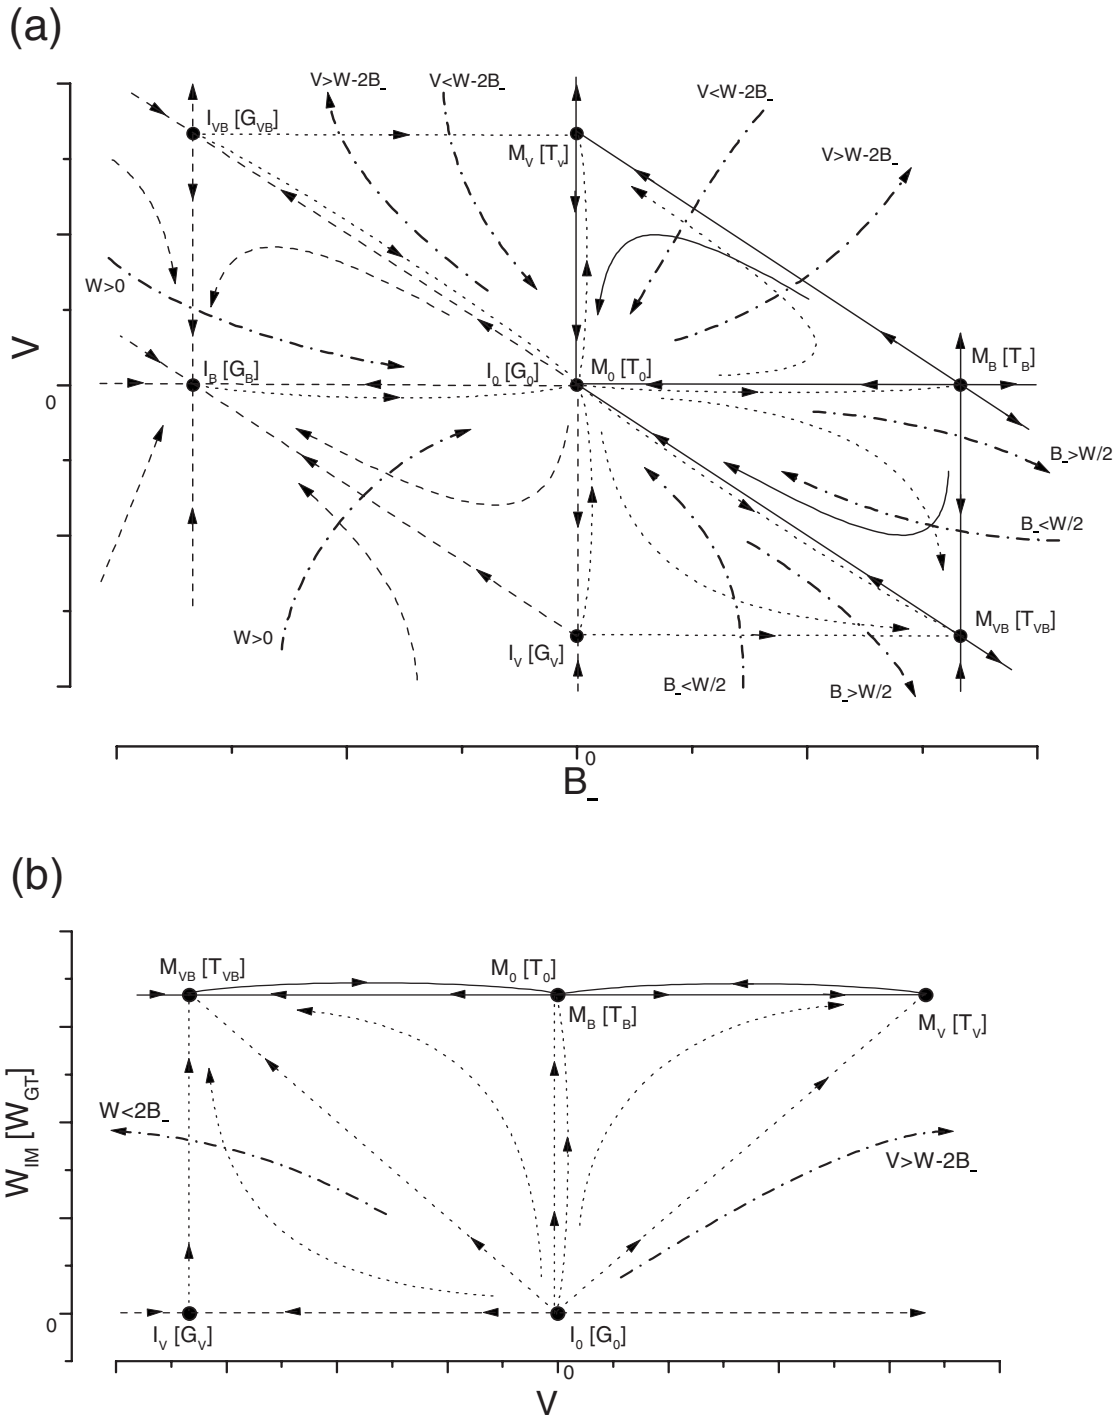 (a)
V>W-2B_
V<W-2B_
V<W-2B_
I_VB [G_VB]
M_V [T_V]
V>W-2B_
W>0
V
I_B [G_B]
I_0 [G_0]
M_0 [T_0]
M_B [T_B]
0
B_>W/2
B_<W/2
W>0
I_V [G_V]
M_VB [T_VB]
B_<W/2
B_>W/2
0
B_
(b)
M_VB [T_VB]
M_0 [T_0]
M_B [T_B]
M_V [T_V]
W_IM [W_GT]
W<2B_
V>W-2B_
0
I_V [G_V]
I_0 [G_0]
0
V